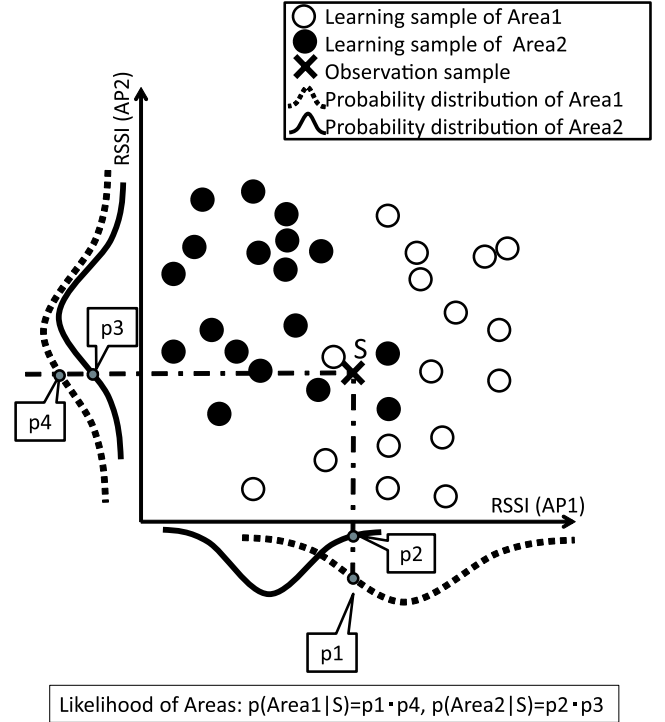 Learning sample of Area1
Learning sample of Area2
Observation sample
Probability distribution of Area1
Probability distribution of Area2
RSSI (AP2)
p3
S
p4
RSSI (AP1)
p2
p1
Likelihood of Areas: p(Area1|S)=p1・p4, p(Area2|S)=p2・p3